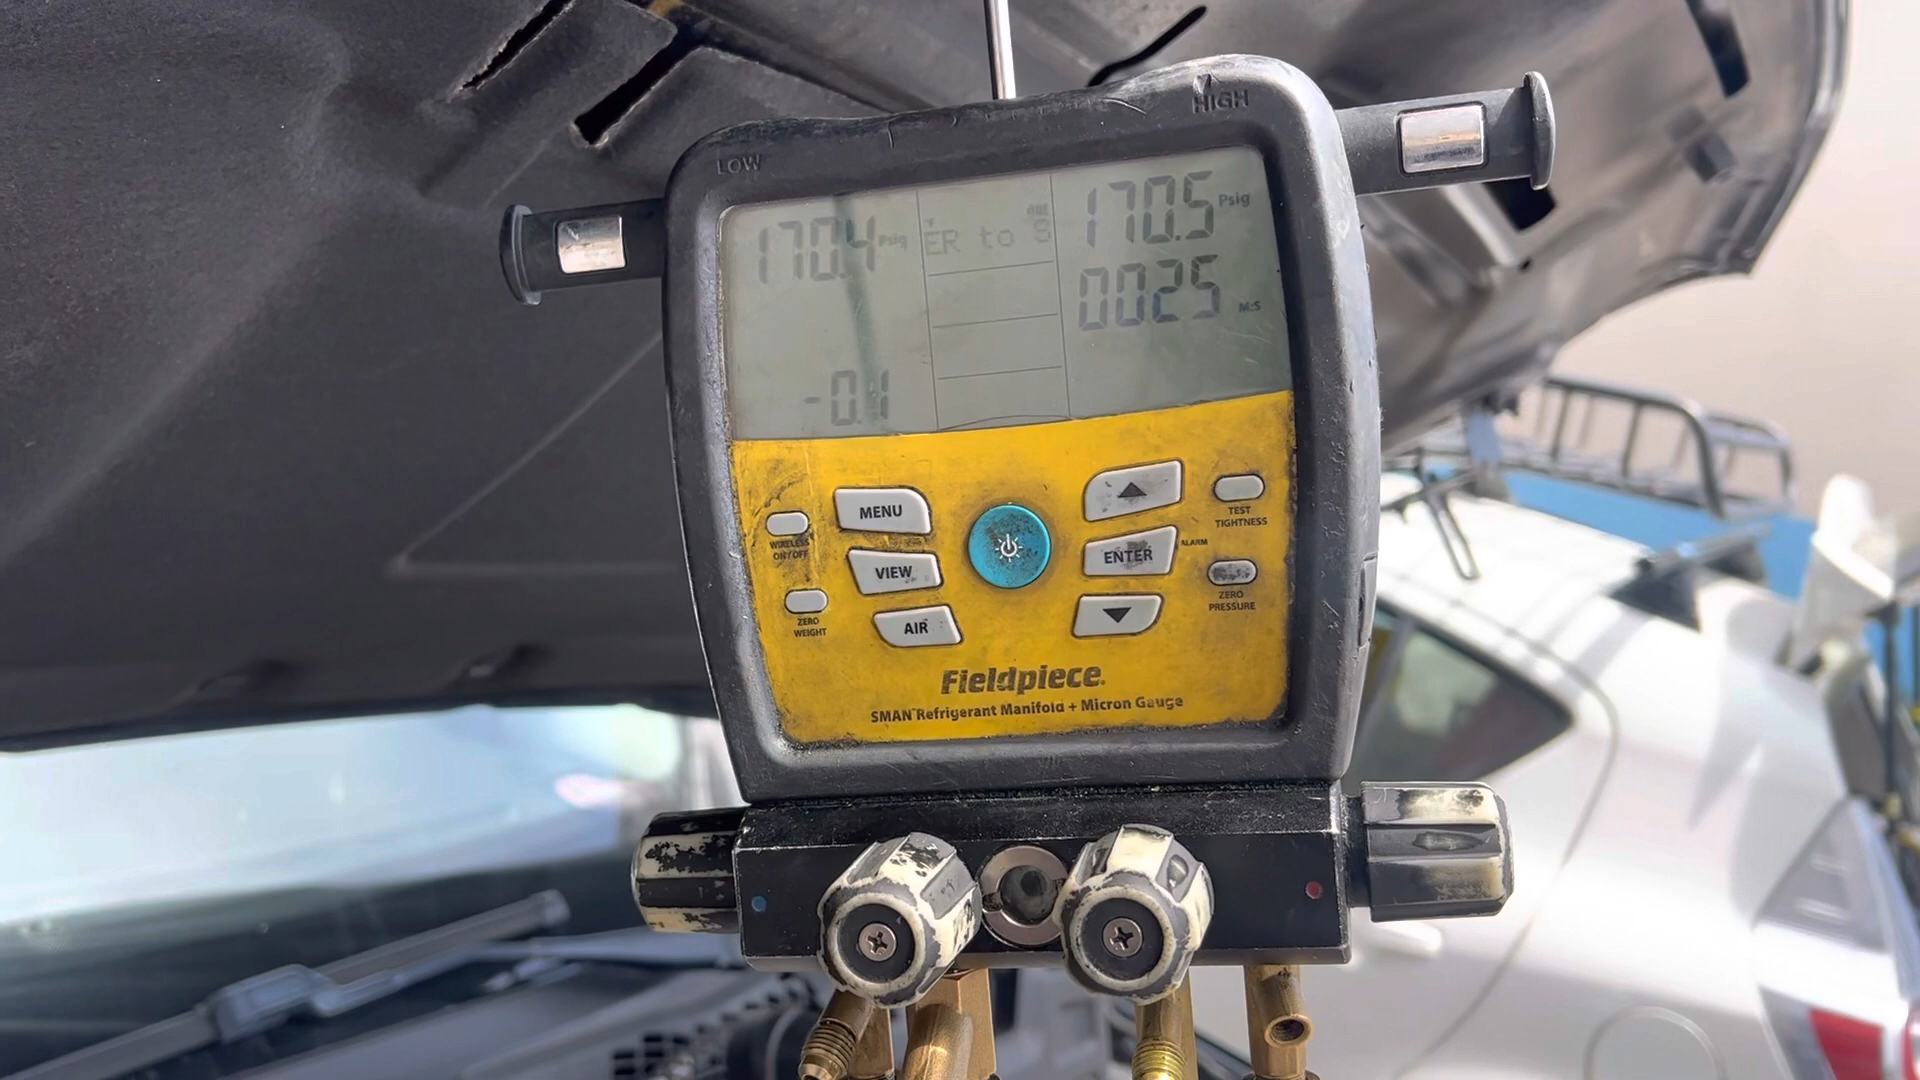 LOW
HIGH
170.4 Psig
ER to S
170.5 Psig
0025 M:S
-0.1
MENU
VIEW
AIR
WIRELESS
ON/OFF
ZERO
WEIGHT
ENTER
ALARM
TEST
TIGHTNESS
ZERO
PRESSURE
Fieldpiece
SMAN™ Refrigerant Manifold + Micron Gauge